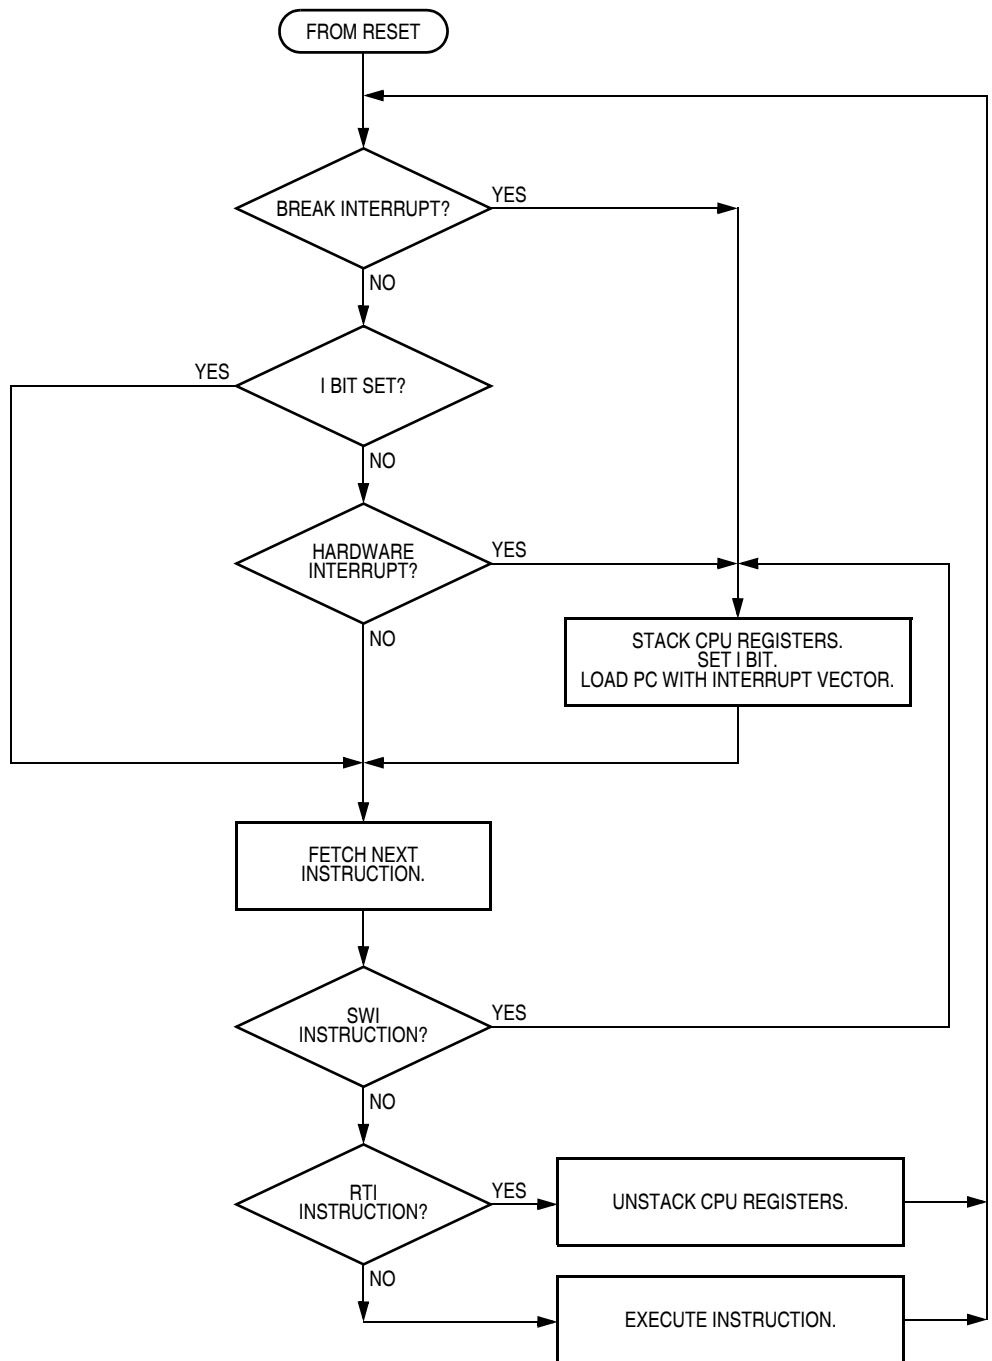 FROM RESET
BREAK INTERRUPT?
YES
NO
YES
I BIT SET?
NO
HARDWARE
INTERRUPT?
YES
NO
STACK CPU REGISTERS.
SET I BIT.
LOAD PC WITH INTERRUPT VECTOR.
FETCH NEXT
INSTRUCTION.
SWI
INSTRUCTION?
YES
NO
RTI
INSTRUCTION?
YES
UNSTACK CPU REGISTERS.
NO
EXECUTE INSTRUCTION.